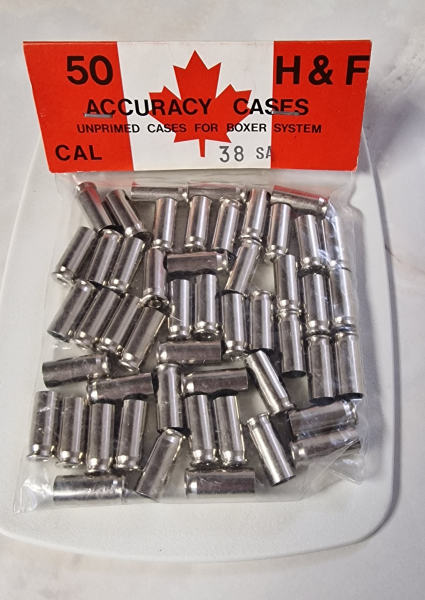 50 H & F
ACCURACY CASES
UNPRIMED CASES FOR BOXER SYSTEM
CAL 38 SA